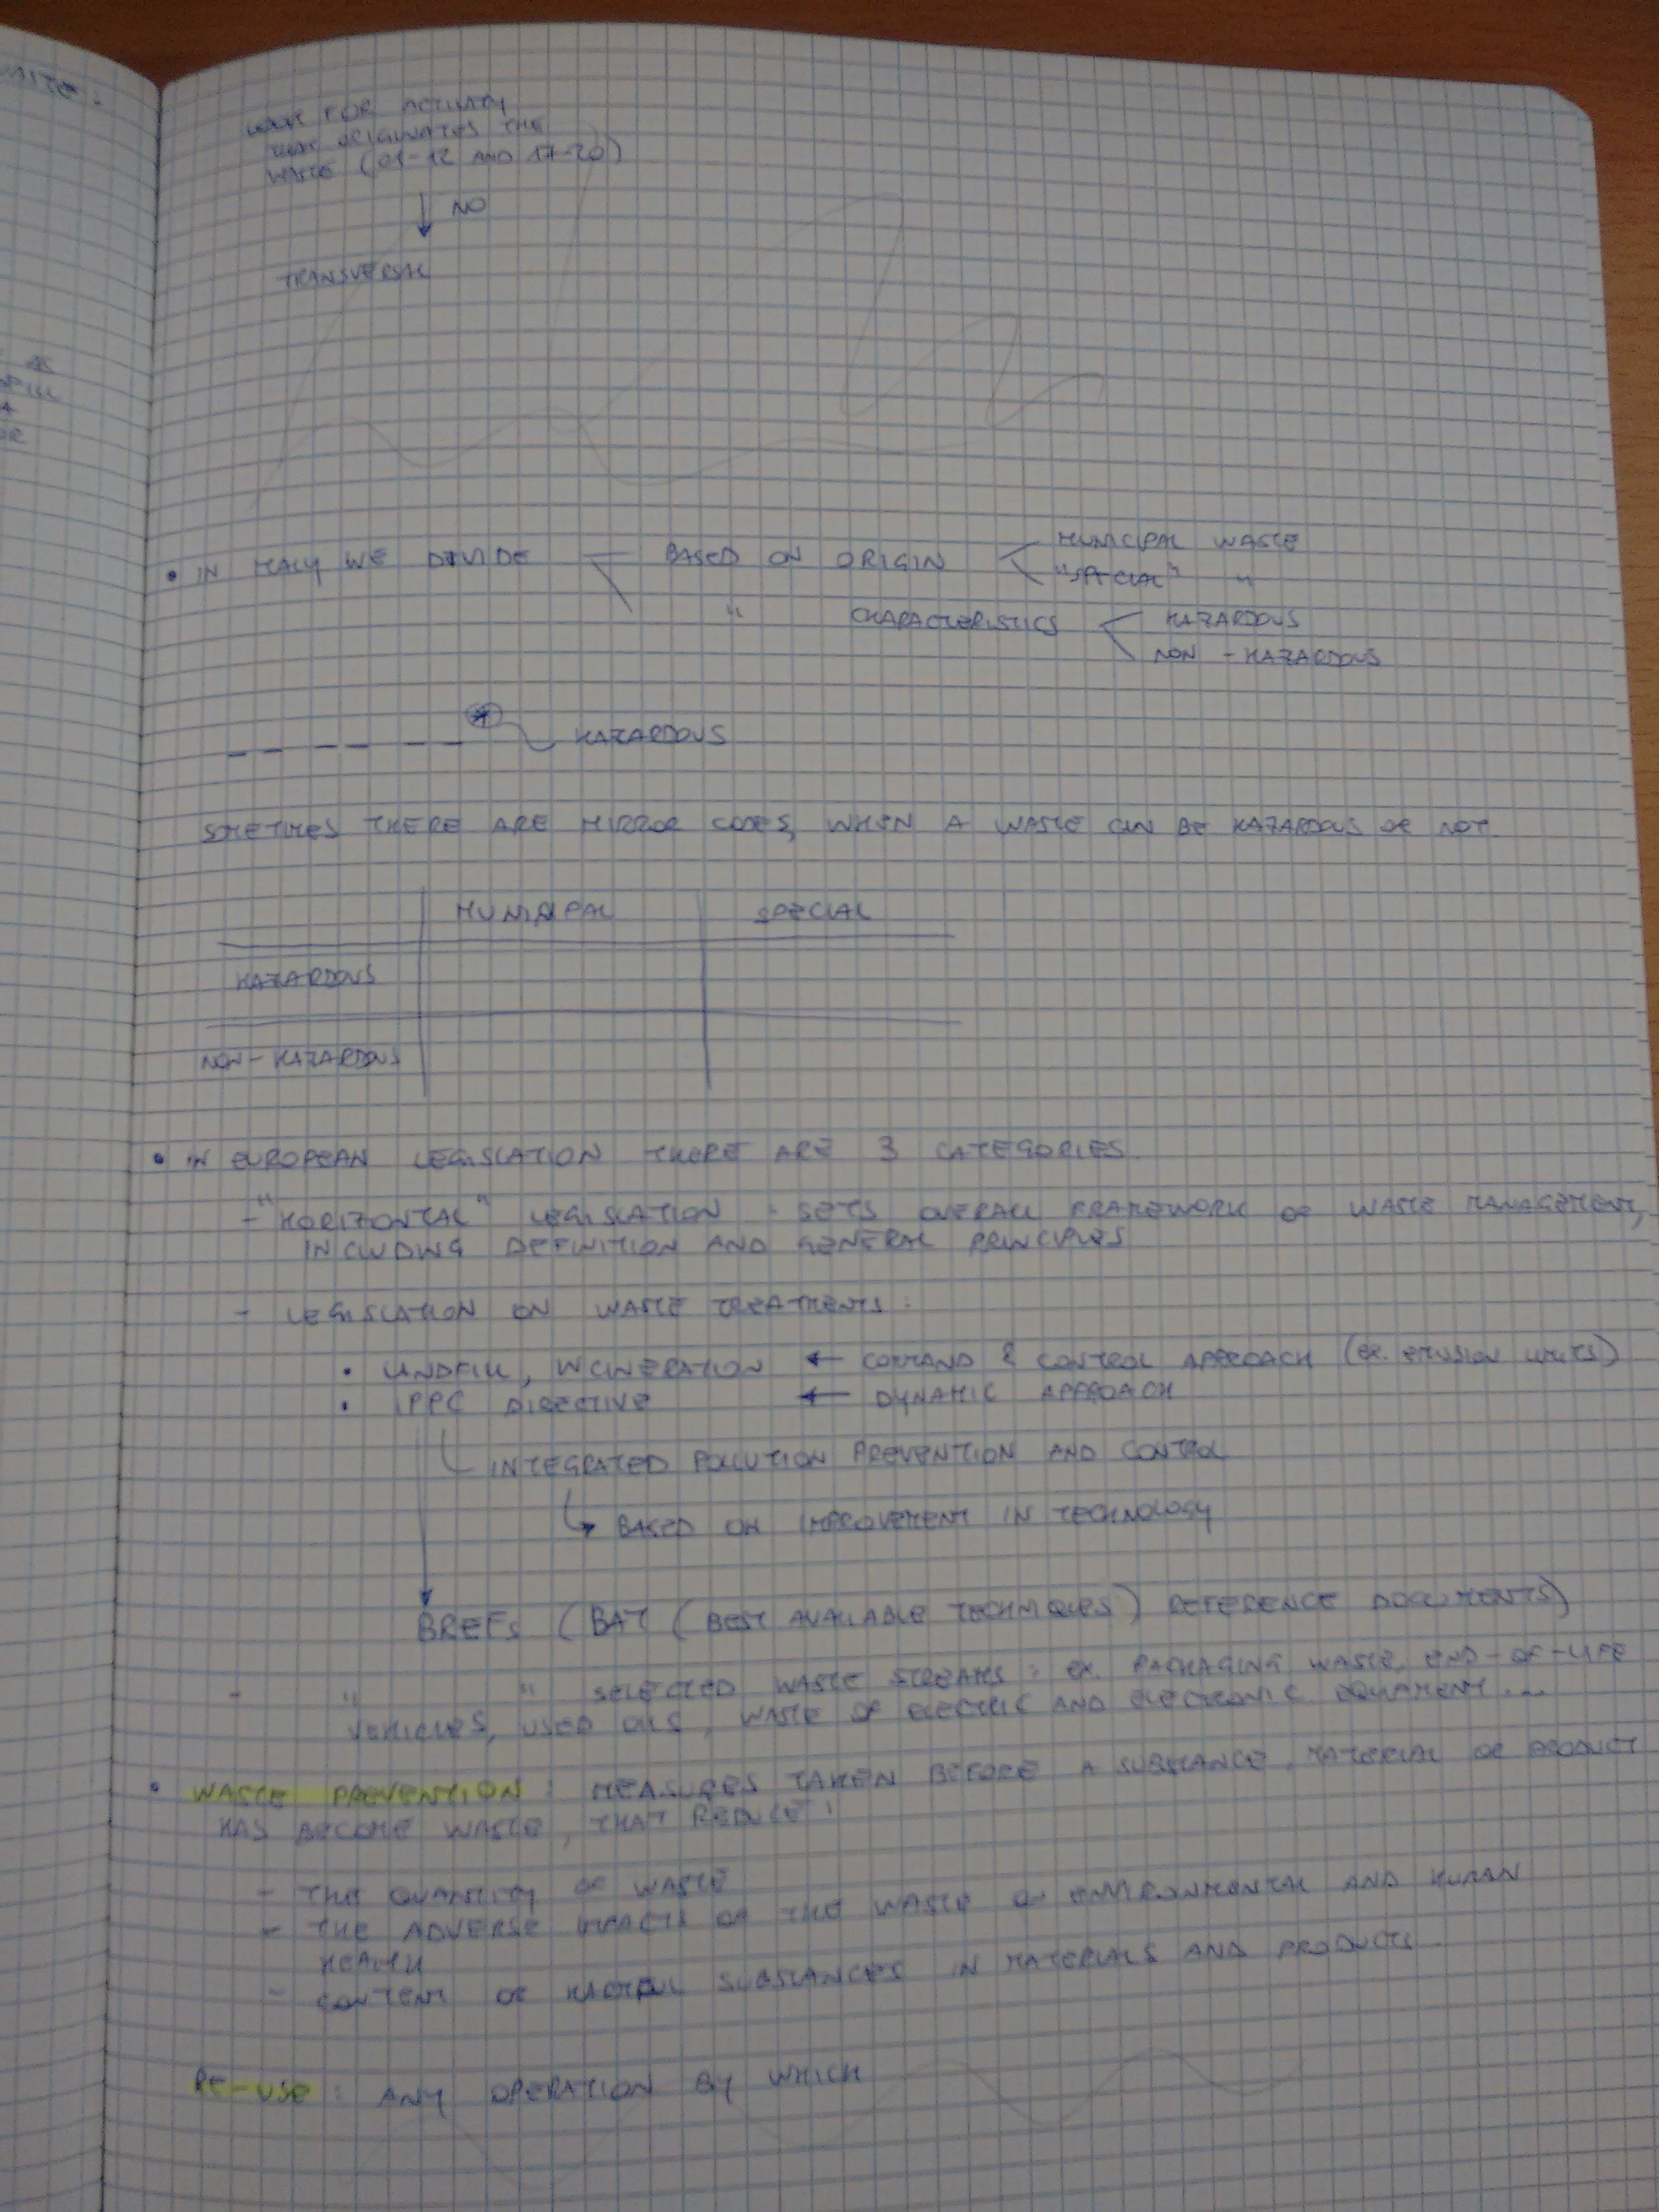 WASTE:
LOOK FOR ACTIVITY
THAT ORIGINATES THE
WASTE (01-12 AND 17-20)
↓ NO
TRANSVERSAL
AS
OR
• IN ITALY WE DIVIDE BASED ON ORIGIN MUNICIPAL WASTE
"SPECIAL" "
" CHARACTERISTICS HAZARDOUS
NON - HAZARDOUS
_ _ _ _ _ _ * HAZARDOUS
SOMETIMES THERE ARE MIRROR CODES, WHEN A WASTE CAN BE HAZARDOUS OR NOT.
MUNICIPAL SPECIAL
HAZARDOUS
NON - HAZARDOUS
• IN EUROPEAN LEGISLATION THERE ARE 3 CATEGORIES
- "HORIZONTAL" LEGISLATION : SETS OVERALL FRAMEWORK OF WASTE MANAGEMENT,
INCLUDING DEFINITION AND GENERAL PRINCIPLES
- LEGISLATION ON WASTE TREATMENTS :
• LANDFILL, INCINERATION ← COMMAND & CONTROL APPROACH (EX. EMISSION LIMITS)
• IPPC DIRECTIVE ← DYNAMIC APPROACH
INTEGRATED POLLUTION PREVENTION AND CONTROL
↳ BASED ON IMPROVEMENT IN TECHNOLOGY
BREFs (BAT (BEST AVAILABLE TECHNIQUES) REFERENCE DOCUMENTS)
- " " SELECTED WASTE STREAMS : EX. PACKAGING WASTE, END-OF-LIFE
VEHICLES, USED OILS, WASTE OF ELECTRIC AND ELECTRONIC EQUIPMENT ...
• WASTE PREVENTION : MEASURES TAKEN BEFORE A SUBSTANCE, MATERIAL OR PRODUCT
HAS BECOME WASTE, THAT REDUCE :
- THE QUANTITY OF WASTE
- THE ADVERSE IMPACTS OF THE WASTE ON ENVIRONMENTAL AND HUMAN
HEALTH
- CONTENT OF HARMFUL SUBSTANCES IN MATERIALS AND PRODUCTS.
RE-USE : ANY OPERATION BY WHICH